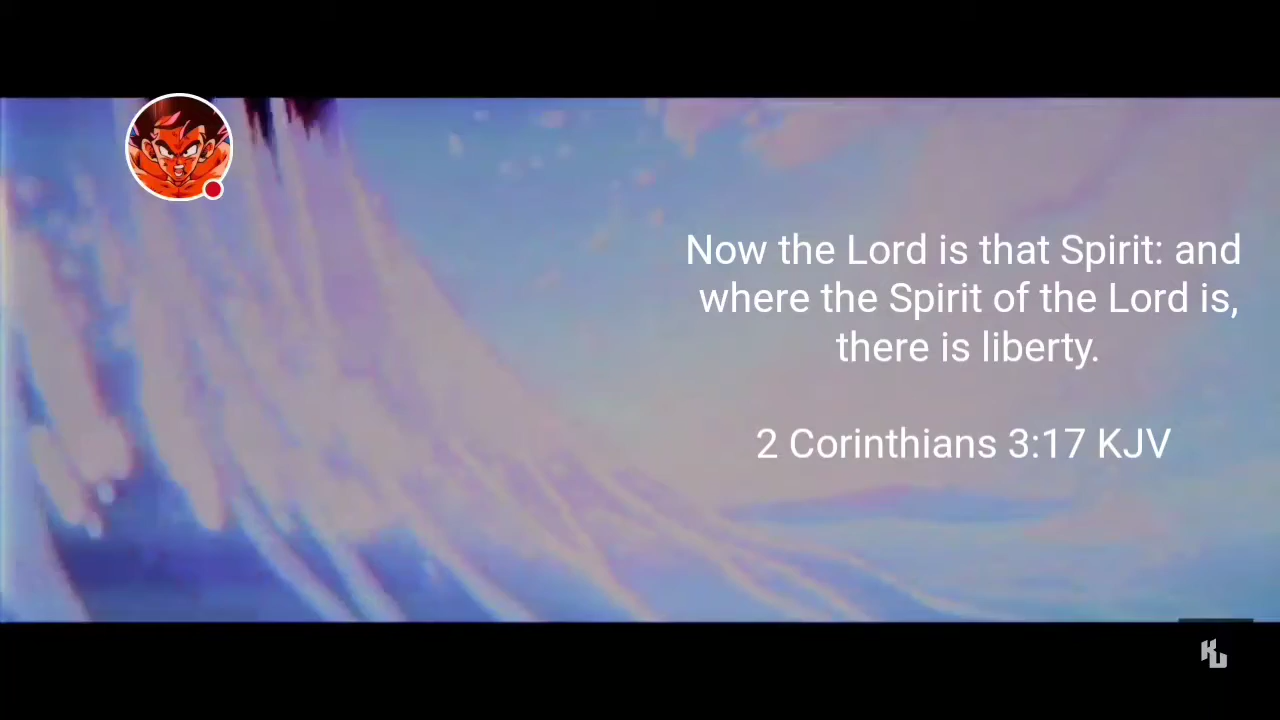 Now the Lord is that Spirit: and
where the Spirit of the Lord is,
there is liberty.
2 Corinthians 3:17 KJV
KU